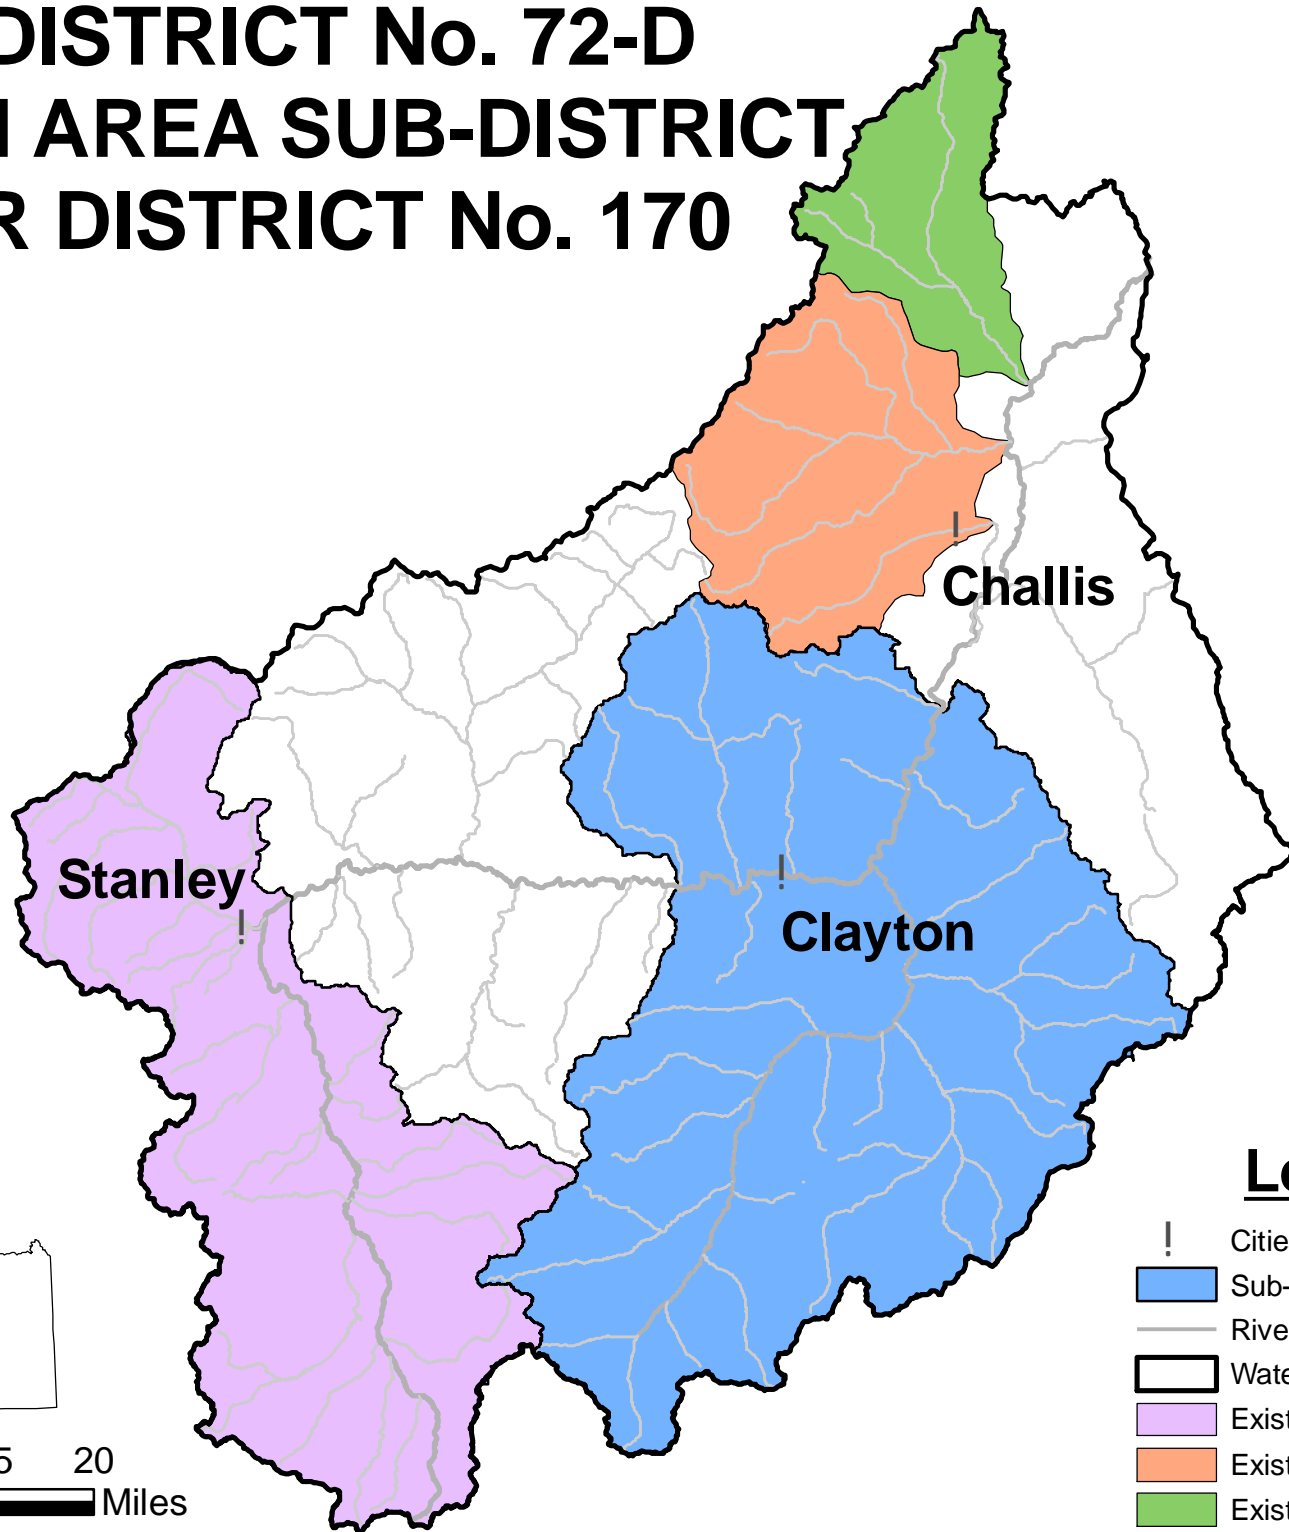 DISTRICT No. 72-D
AREA SUB-DISTRICT
DISTRICT No. 170
Challis
Stanley
Clayton
20
Miles